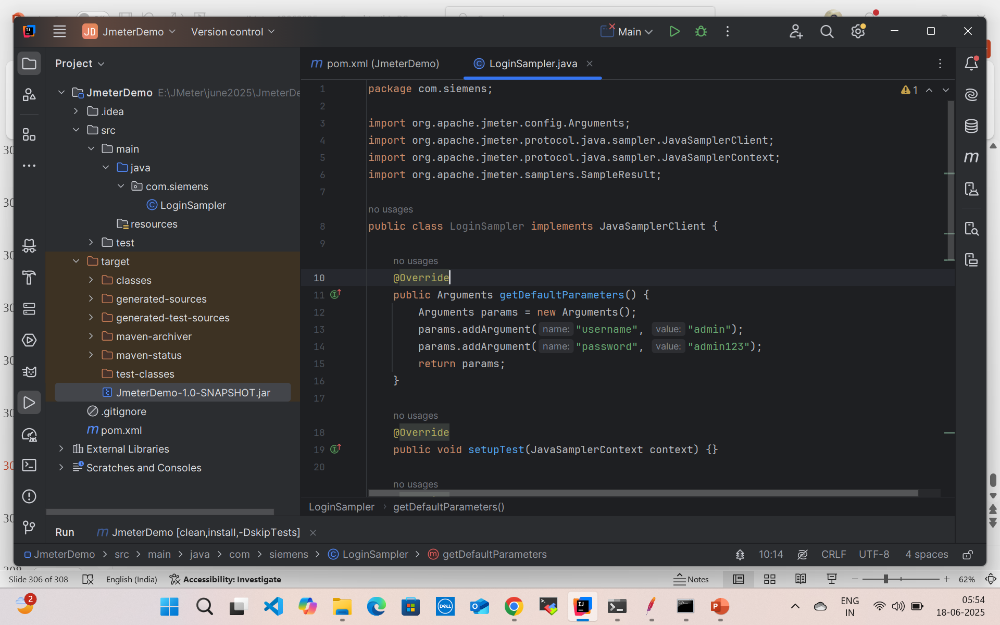 JD JmeterDemo Version control Main
Project
JmeterDemo E:\JMeter\june2025\JmeterDe
.idea
src
main
java
com.siemens
LoginSampler
resources
test
target
classes
generated-sources
generated-test-sources
maven-archiver
maven-status
test-classes
JmeterDemo-1.0-SNAPSHOT.jar
.gitignore
pom.xml
External Libraries
Scratches and Consoles
pom.xml (JmeterDemo) LoginSampler.java
1 package com.siemens; 1
2
3 import org.apache.jmeter.config.Arguments;
4 import org.apache.jmeter.protocol.java.sampler.JavaSamplerClient;
5 import org.apache.jmeter.protocol.java.sampler.JavaSamplerContext;
6 import org.apache.jmeter.samplers.SampleResult;
7
no usages
8 public class LoginSampler implements JavaSamplerClient {
9
no usages
10 @Override
11 public Arguments getDefaultParameters() {
12 Arguments params = new Arguments();
13 params.addArgument( name: "username", value: "admin");
14 params.addArgument( name: "password", value: "admin123");
15 return params;
16 }
17
no usages
18 @Override
19 public void setupTest(JavaSamplerContext context) {}
20
no usages
LoginSampler › getDefaultParameters()
Run JmeterDemo [clean,install,-DskipTests]
JmeterDemo › src › main › java › com › siemens › LoginSampler › getDefaultParameters 10:14 CRLF UTF-8 4 spaces
Slide 306 of 308 English (India) Accessibility: Investigate Notes 62%
2 ENG
IN
05:54
18-06-2025